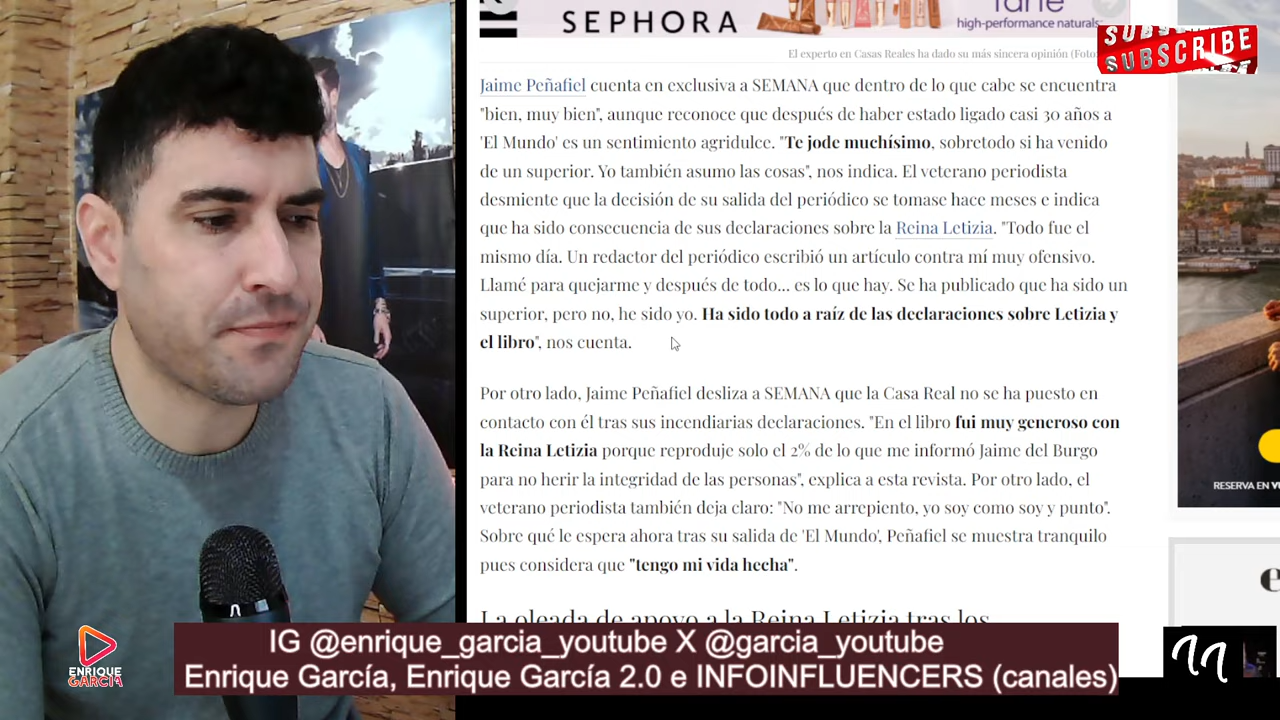 SEPHORA
high-performance naturals
El experto en Casas Reales ha dado su más sincera opinión (Foto:
SUBSCRIBE
Jaime Peñafiel cuenta en exclusiva a SEMANA que dentro de lo que cabe se encuentra
"bien, muy bien", aunque reconoce que después de haber estado ligado casi 30 años a
'El Mundo' es un sentimiento agridulce. "Te jode muchísimo, sobretodo si ha venido
de un superior. Yo también asumo las cosas", nos indica. El veterano periodista
desmiente que la decisión de su salida del periódico se tomase hace meses e indica
que ha sido consecuencia de sus declaraciones sobre la Reina Letizia. "Todo fue el
mismo día. Un redactor del periódico escribió un artículo contra mí muy ofensivo.
Llamé para quejarme y después de todo... es lo que hay. Se ha publicado que ha sido un
superior, pero no, he sido yo. Ha sido todo a raíz de las declaraciones sobre Letizia y
el libro", nos cuenta.
Por otro lado, Jaime Peñafiel desliza a SEMANA que la Casa Real no se ha puesto en
contacto con él tras sus incendiarias declaraciones. "En el libro fui muy generoso con
la Reina Letizia porque reproduje solo el 2% de lo que me informó Jaime del Burgo
para no herir la integridad de las personas", explica a esta revista. Por otro lado, el
veterano periodista también deja claro: "No me arrepiento, yo soy como soy y punto".
Sobre qué le espera ahora tras su salida de 'El Mundo', Peñafiel se muestra tranquilo
pues considera que "tengo mi vida hecha".
La oleada de apoyo a la Reina Letizia tras los
RESERVA EN
IG @enrique_garcia_youtube X @garcia_youtube
Enrique García, Enrique García 2.0 e INFOINFLUENCERS (canales)
ENRIQUE
GARCÍA